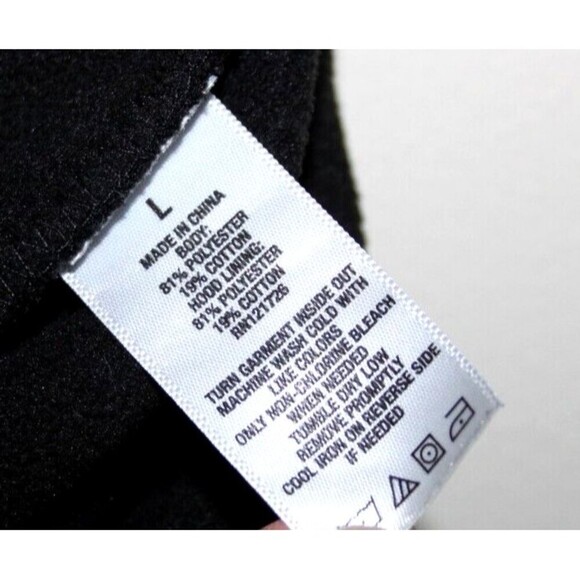 L
MADE IN CHINA
BODY:
81% POLYESTER
19% COTTON
HOOD LINING:
81% POLYESTER
19% COTTON
RN121726
TURN GARMENT INSIDE OUT
MACHINE WASH COLD WITH
LIKE COLORS
ONLY NON-CHLORINE BLEACH
WHEN NEEDED
TUMBLE DRY LOW
REMOVE PROMPTLY
COOL IRON ON REVERSE SIDE
IF NEEDED